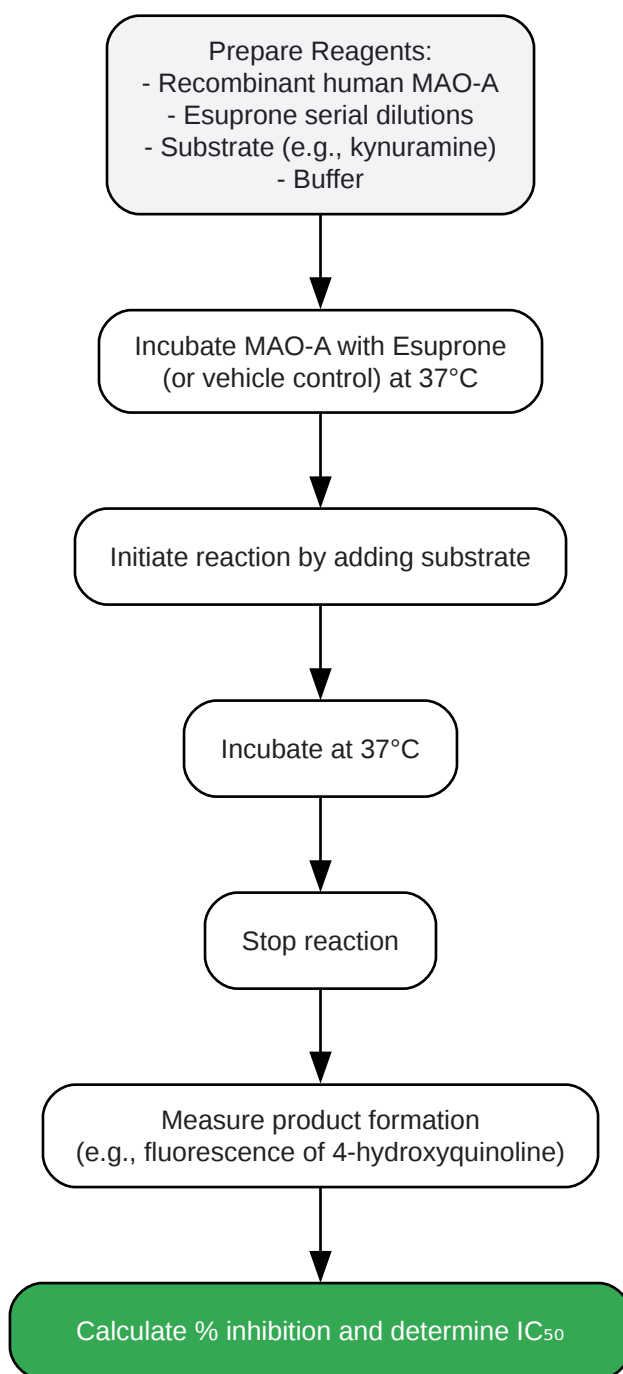 Prepare Reagents:
- Recombinant human MAO-A
- Esuprone serial dilutions
- Substrate (e.g., kynuramine)
- Buffer
Incubate MAO-A with Esuprone
(or vehicle control) at 37°C
Initiate reaction by adding substrate
Incubate at 37°C
Stop reaction
Measure product formation
(e.g., fluorescence of 4-hydroxyquinoline)
Calculate % inhibition and determine IC₅₀